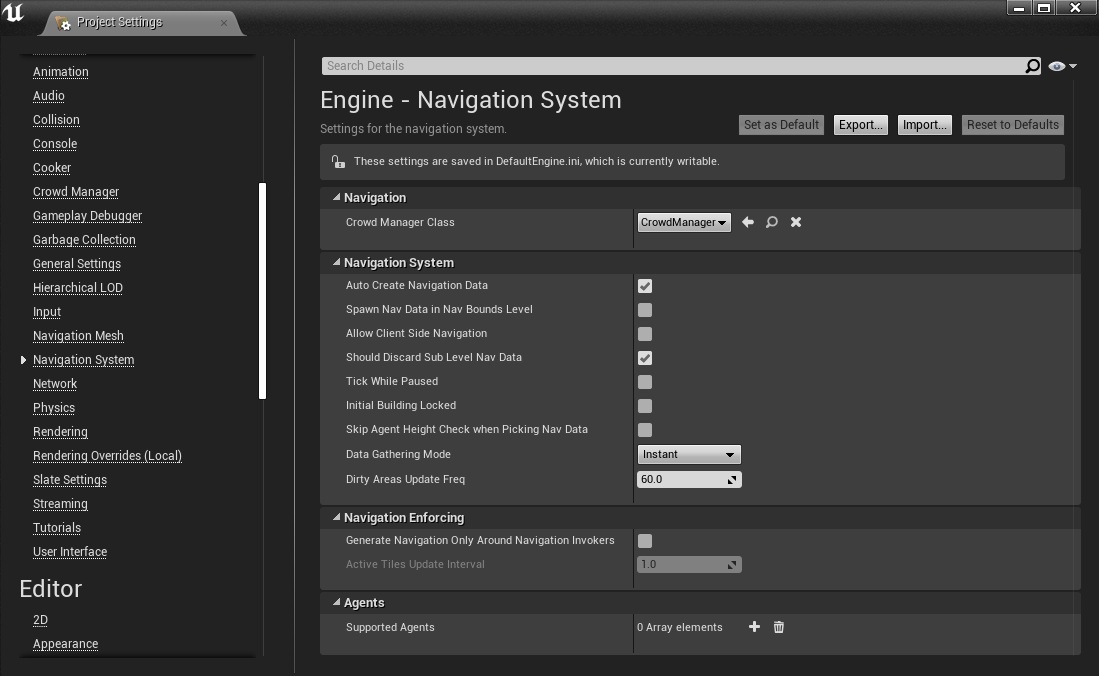 Project Settings
Animation
Audio
Collision
Console
Cooker
Crowd Manager
Gameplay Debugger
Garbage Collection
General Settings
Hierarchical LOD
Input
Navigation Mesh
Navigation System
Network
Physics
Rendering
Rendering Overrides (Local)
Slate Settings
Streaming
Tutorials
User Interface
Editor
2D
Appearance
Search Details
Engine - Navigation System
Settings for the navigation system.
Set as Default Export... Import... Reset to Defaults
These settings are saved in DefaultEngine.ini, which is currently writable.
Navigation
Crowd Manager Class CrowdManager
Navigation System
Auto Create Navigation Data
Spawn Nav Data in Nav Bounds Level
Allow Client Side Navigation
Should Discard Sub Level Nav Data
Tick While Paused
Initial Building Locked
Skip Agent Height Check when Picking Nav Data
Data Gathering Mode Instant
Dirty Areas Update Freq 60.0
Navigation Enforcing
Generate Navigation Only Around Navigation Invokers
Active Tiles Update Interval 1.0
Agents
Supported Agents 0 Array elements